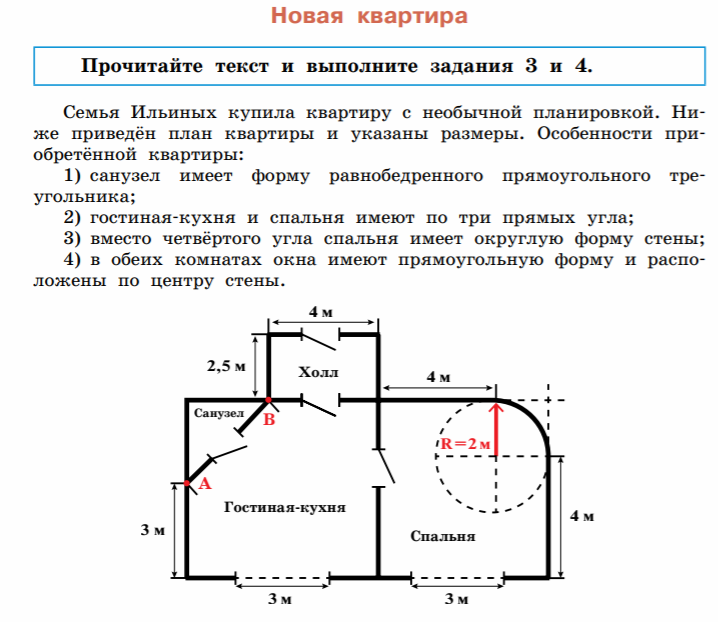 Новая квартира
Прочитайте текст и выполните задания 3 и 4.
Семья Ильиных купила квартиру с необычной планировкой. Ни-
же приведён план квартиры и указаны размеры. Особенности при-
обретённой квартиры:
1) санузел имеет форму равнобедренного прямоугольного тре-
угольника;
2) гостиная-кухня и спальня имеют по три прямых угла;
3) вместо четвёртого угла спальня имеет округлую форму стены;
4) в обеих комнатах окна имеют прямоугольную форму и распо-
ложены по центру стены.
4 м
2,5 м
Холл
4 м
Санузел
B
R=2 м
A
Гостиная-кухня
3 м
4 м
Спальня
3 м
3 м